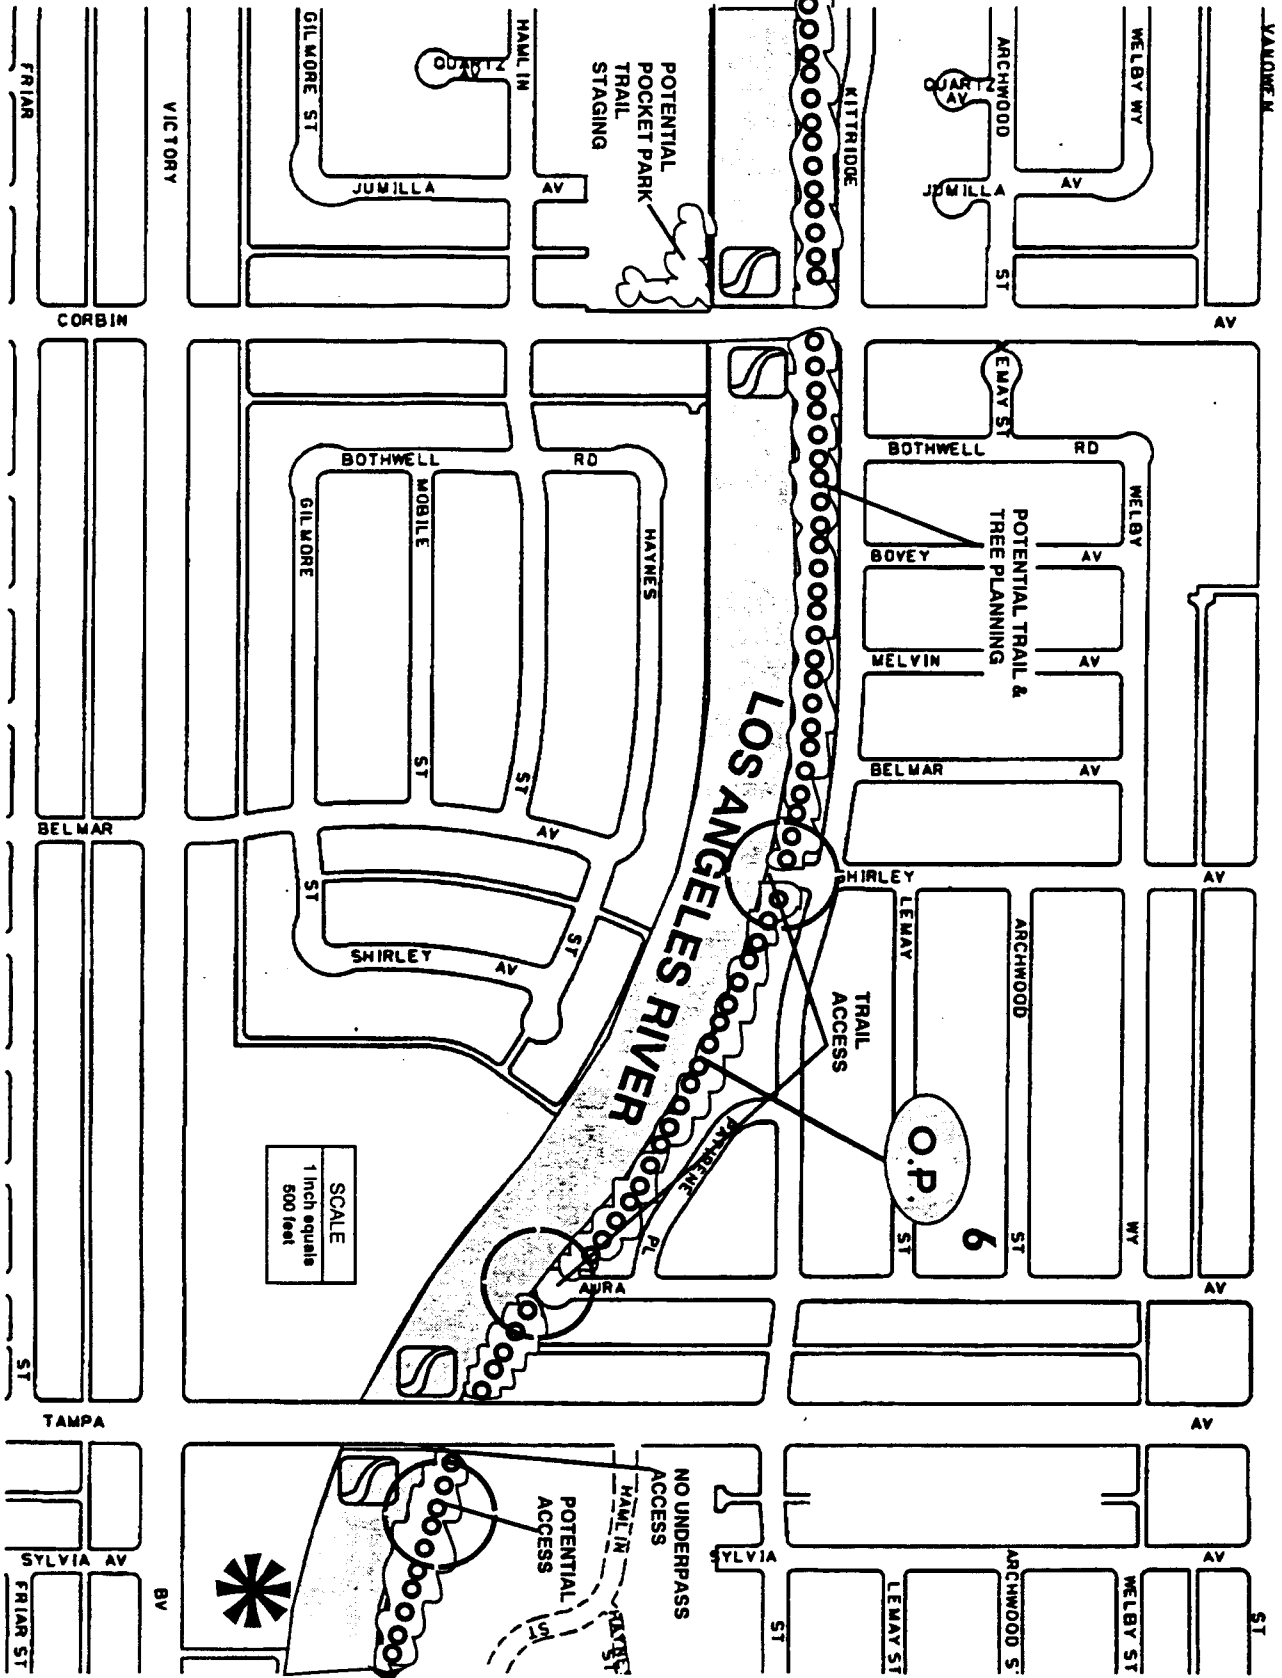 VANOWEN
WELBY WY
ARCHWOOD
QUARTZ
AV
KITTRIDGE
JUMILLA
AV
ST
AV
POTENTIAL
POCKET PARK
TRAIL
STAGING
HAMLIN
QUARTZ
AV
GILMORE ST
JUMILLA
AV
VICTORY
FRIAR
CORBIN
LEMAY ST
BOTHWELL
RD
WELBY
BOVEY
AV
POTENTIAL TRAIL &
TREE PLANNING
MELVIN
AV
BELMAR
AV
SHIRLEY
AV
BOTHWELL
RD
GILMORE
MOBILE
HAYNES
ST
ST
AV
BELMAR
ST
SHIRLEY
AV
ST
LOS ANGELES RIVER
LEMAY
ARCHWOOD
TRAIL
ACCESS
O.P.
6
ST
ST
WY
PATHRENE
PL
AURA
AV
SCALE
1 inch equals
500 feet
ST
TAMPA
AV
NO UNDERPASS
ACCESS
POTENTIAL
ACCESS
HAMLIN
ST
HAYNES
ST
SYLVIA
AV
SYLVIA AV
BV
FRIAR ST
ST
LEMAY ST
ARCHWOOD S
WELBY ST
ST